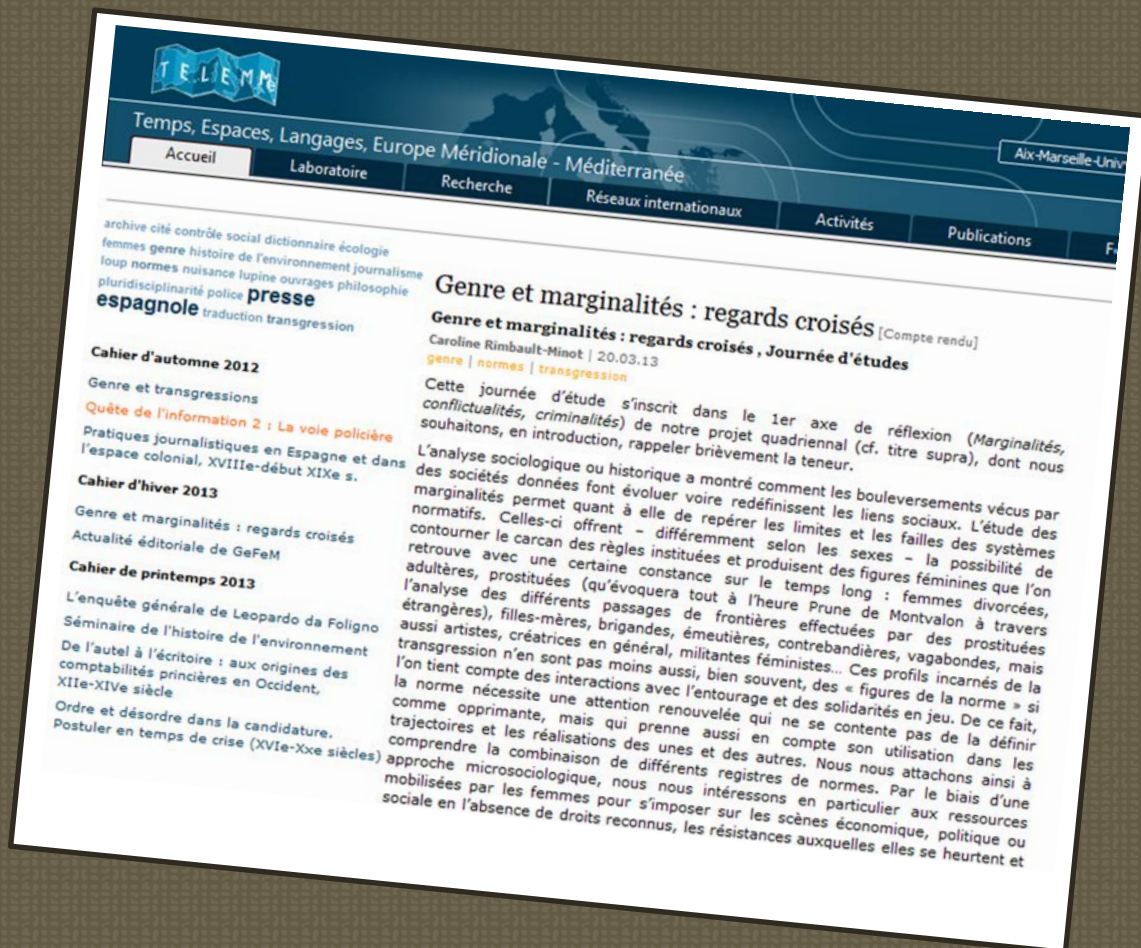 TELEMMe
Temps, Espaces, Langages, Europe Méridionale - Méditerranée
Aix-Marseille-Univ
Accueil
Laboratoire
Recherche
Réseaux internationaux
Activités
Publications
F
archive cité contrôle social dictionnaire écologie
femmes genre histoire de l'environnement journalisme
loup normes nuisance lupine ouvrages philosophie
pluridisciplinarité police presse
espagnole traduction transgression
Cahier d'automne 2012
Genre et transgressions
Quête de l'information 2 : La voie policière
Pratiques journalistiques en Espagne et dans
l'espace colonial, XVIIIe-début XIXe s.
Cahier d'hiver 2013
Genre et marginalités : regards croisés
Actualité éditoriale de GeFeM
Cahier de printemps 2013
L'enquête générale de Leopardo da Foligno
Séminaire de l'histoire de l'environnement
De l'autel à l'écritoire : aux origines des
comptabilités princières en Occident,
XIIe-XIVe siècle
Ordre et désordre dans la candidature.
Postuler en temps de crise (XVIe-Xxe siècles)
Genre et marginalités : regards croisés [Compte rendu]
Genre et marginalités : regards croisés , Journée d'études
Caroline Rimbault-Minot | 20.03.13
genre | normes | transgression
Cette journée d'étude s'inscrit dans le 1er axe de réflexion (Marginalités,
conflictualités, criminalités) de notre projet quadriennal (cf. titre supra), dont nous
souhaitons, en introduction, rappeler brièvement la teneur.
L'analyse sociologique ou historique a montré comment les bouleversements vécus par
des sociétés données font évoluer voire redéfinissent les liens sociaux. L'étude des
marginalités permet quant à elle de repérer les limites et les failles des systèmes
normatifs. Celles-ci offrent – différemment selon les sexes – la possibilité de
contourner le carcan des règles instituées et produisent des figures féminines que l'on
retrouve avec une certaine constance sur le temps long : femmes divorcées,
adultères, prostituées (qu'évoquera tout à l'heure Prune de Montvalon à travers
l'analyse des différents passages de frontières effectuées par des prostituées
étrangères), filles-mères, brigandes, émeutières, contrebandières, vagabondes, mais
aussi artistes, créatrices en général, militantes féministes... Ces profils incarnés de la
transgression n'en sont pas moins aussi, bien souvent, des « figures de la norme » si
l'on tient compte des interactions avec l'entourage et des solidarités en jeu. De ce fait,
la norme nécessite une attention renouvelée qui ne se contente pas de la définir
comme opprimante, mais qui prenne aussi en compte son utilisation dans les
trajectoires et les réalisations des unes et des autres. Nous nous attachons ainsi à
comprendre la combinaison de différents registres de normes. Par le biais d'une
approche microsociologique, nous nous intéressons en particulier aux ressources
mobilisées par les femmes pour s'imposer sur les scènes économique, politique ou
sociale en l'absence de droits reconnus, les résistances auxquelles elles se heurtent et